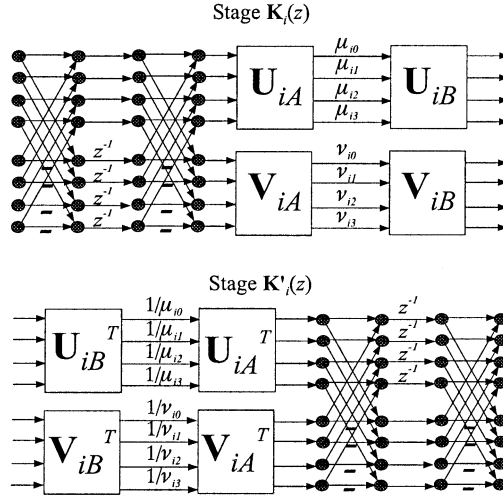 Stage K_i(z)
μ_i0
μ_i1
μ_i2
μ_i3
U_iA
U_iB
z^-1
z^-1
z^-1
z^-1
ν_i0
ν_i1
ν_i2
ν_i3
V_iA
V_iB
Stage K'_i(z)
1/μ_i0
1/μ_i1
1/μ_i2
1/μ_i3
U_iB^T
U_iA^T
z^-1
z^-1
z^-1
z^-1
1/ν_i0
1/ν_i1
1/ν_i2
1/ν_i3
V_iB^T
V_iA^T